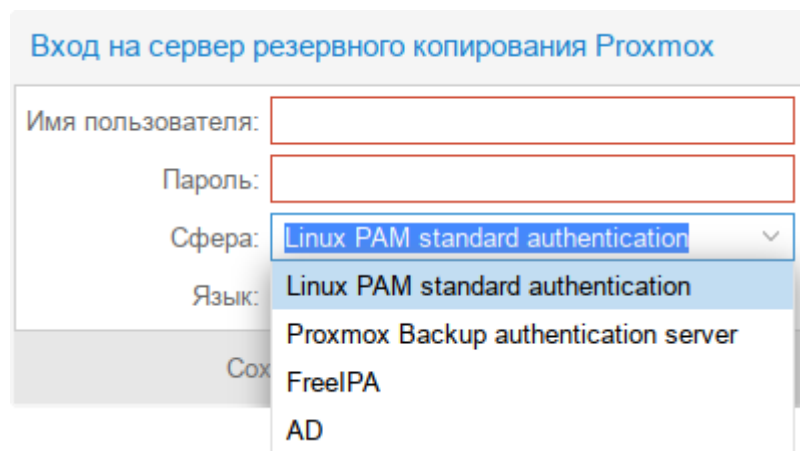 Вход на сервер резервного копирования Proxmox
Имя пользователя:
Пароль:
Сфера: Linux PAM standard authentication
Язык: Linux PAM standard authentication
Proxmox Backup authentication server
FreeIPA
AD